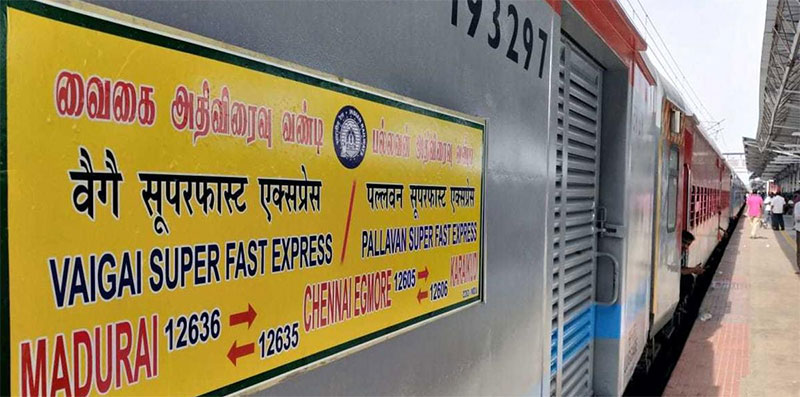 193297
வைகை அதிவிரைவு வண்டி
பல்லவன் அதிவிரைவு வண்டி
वैगै सूपरफास्ट एक्सप्रेस / पल्लवन सूपरफास्ट एक्सप्रेस
VAIGAI SUPER FAST EXPRESS / PALLAVAN SUPER FAST EXPRESS
MADURAI 12636 → CHENNAI EGMORE 12605 → KARAIKUDI
← 12635 ← 12606